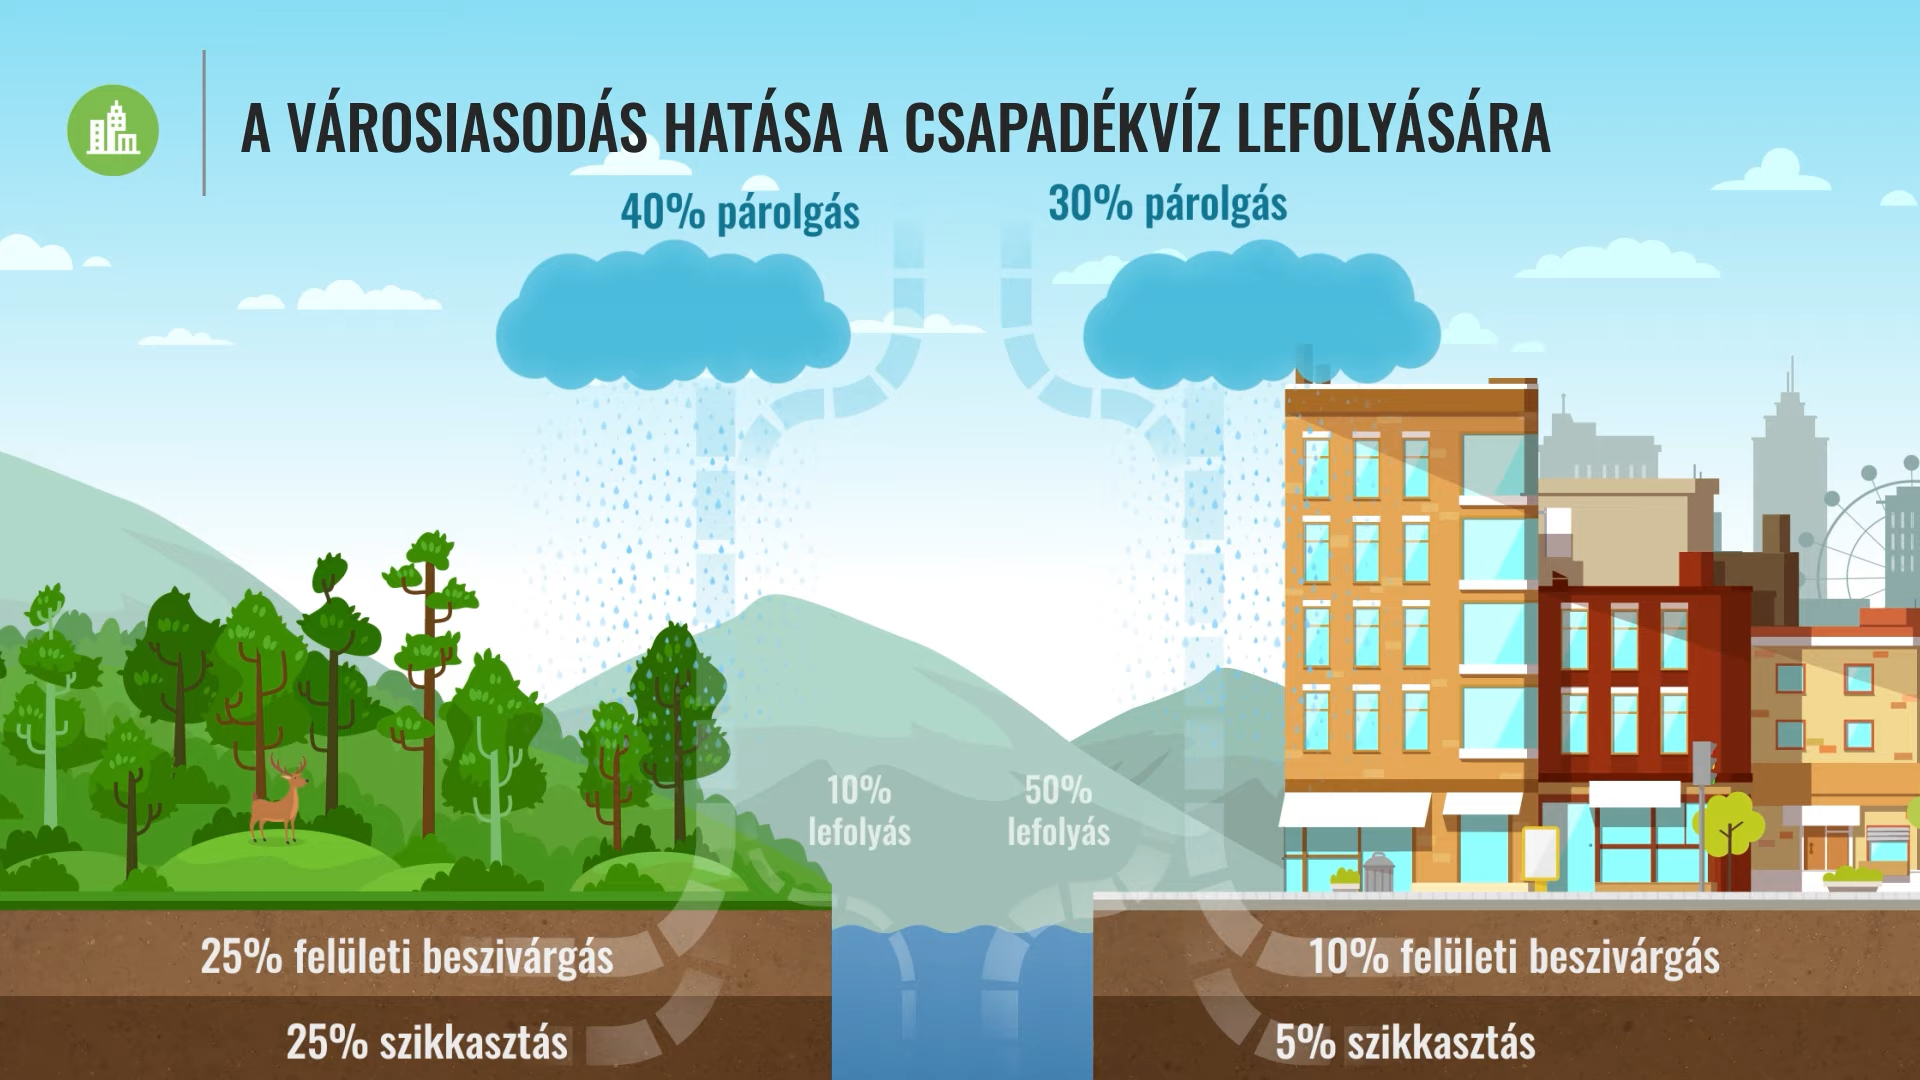 A VÁROSIASODÁS HATÁSA A CSAPADÉKVÍZ LEFOLYÁSÁRA
40% párolgás
30% párolgás
10%
lefolyás
50%
lefolyás
25% felületi beszivárgás
10% felületi beszivárgás
25% szikkasztás
5% szikkasztás